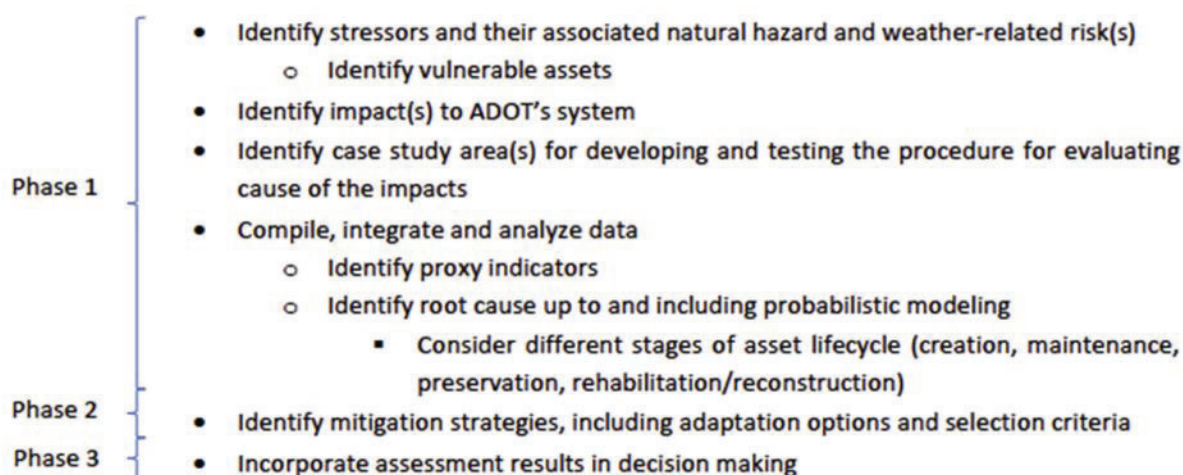 • Identify stressors and their associated natural hazard and weather-related risk(s)
o Identify vulnerable assets
• Identify impact(s) to ADOT's system
• Identify case study area(s) for developing and testing the procedure for evaluating
Phase 1
cause of the impacts
• Compile, integrate and analyze data
o Identify proxy indicators
o Identify root cause up to and including probabilistic modeling
▪ Consider different stages of asset lifecycle (creation, maintenance,
preservation, rehabilitation/reconstruction)
Phase 2
• Identify mitigation strategies, including adaptation options and selection criteria
Phase 3
• Incorporate assessment results in decision making